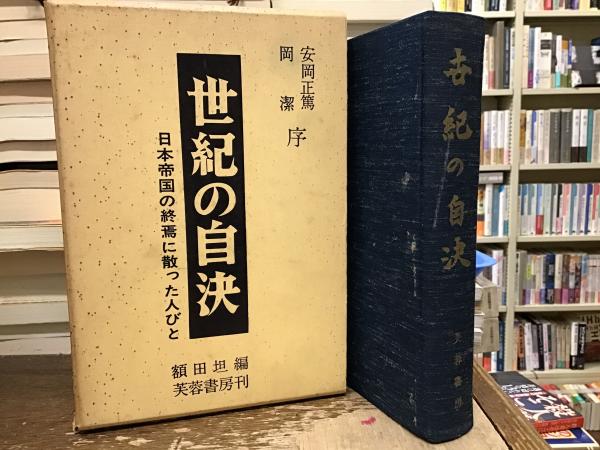 安岡正篤
岡潔
序
世紀の自決
日本帝国の終焉に散った人びと
額田坦編
芙蓉書房刊
世紀の自決
芙蓉書房